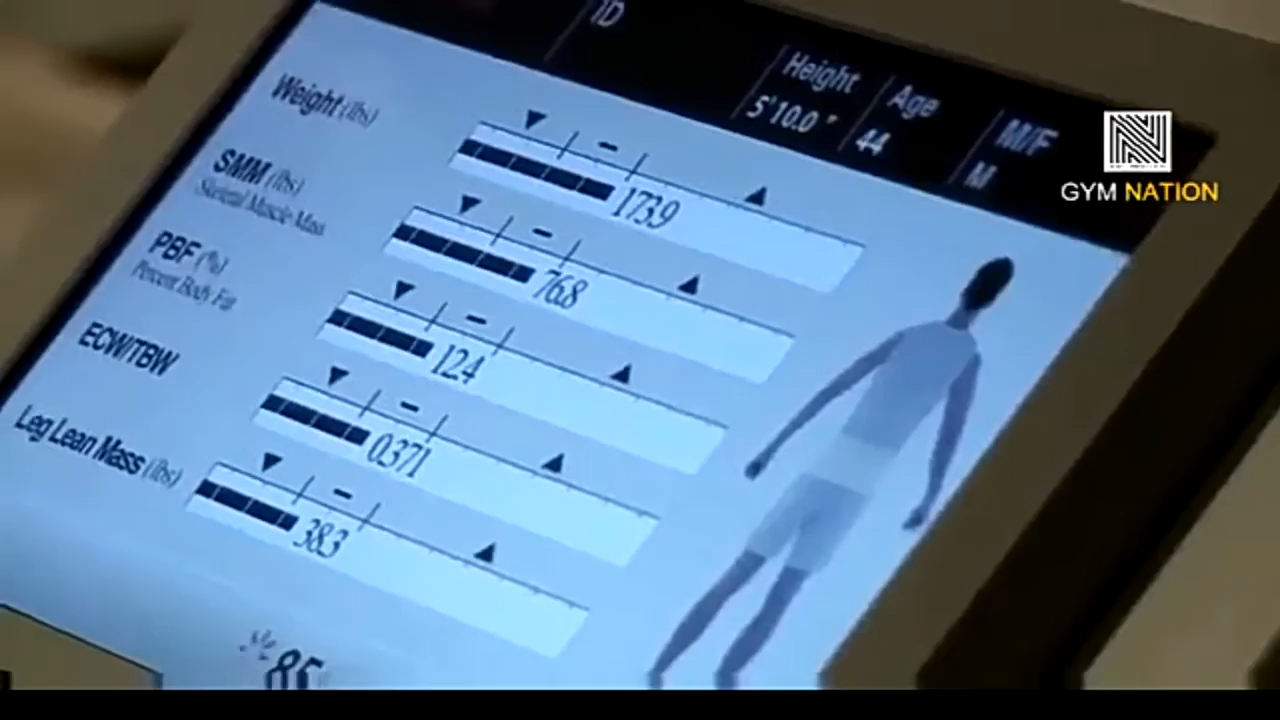 ID
Height
5'10.0"
Age
44
M/F
M
GYM NATION
Weight (lbs)
173.9
SMM (lbs)
Skeletal Muscle Mass
76.8
PBF (%)
Percent Body Fat
12.4
ECW/TBW
0.371
Leg Lean Mass (lbs)
38.3
85